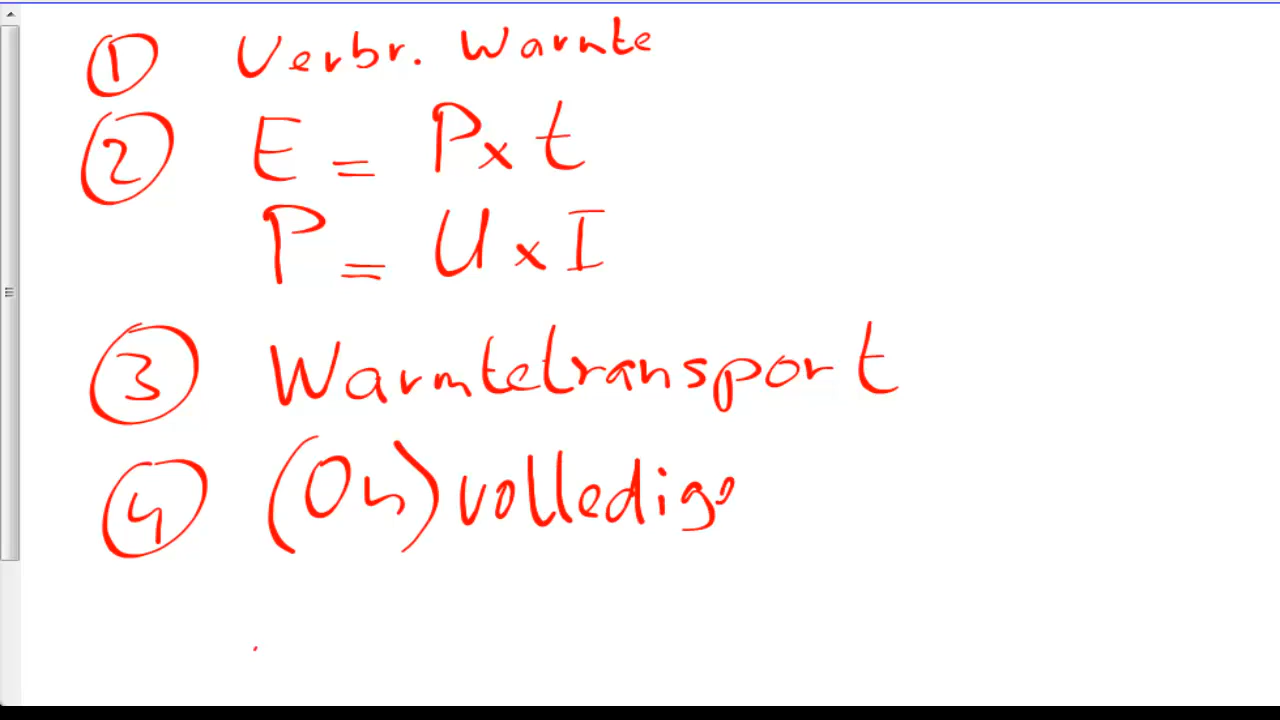 ① Verbr. Warmte
② E = P x t
P = U x I
③ Warmtetransport
④ (On)volledige